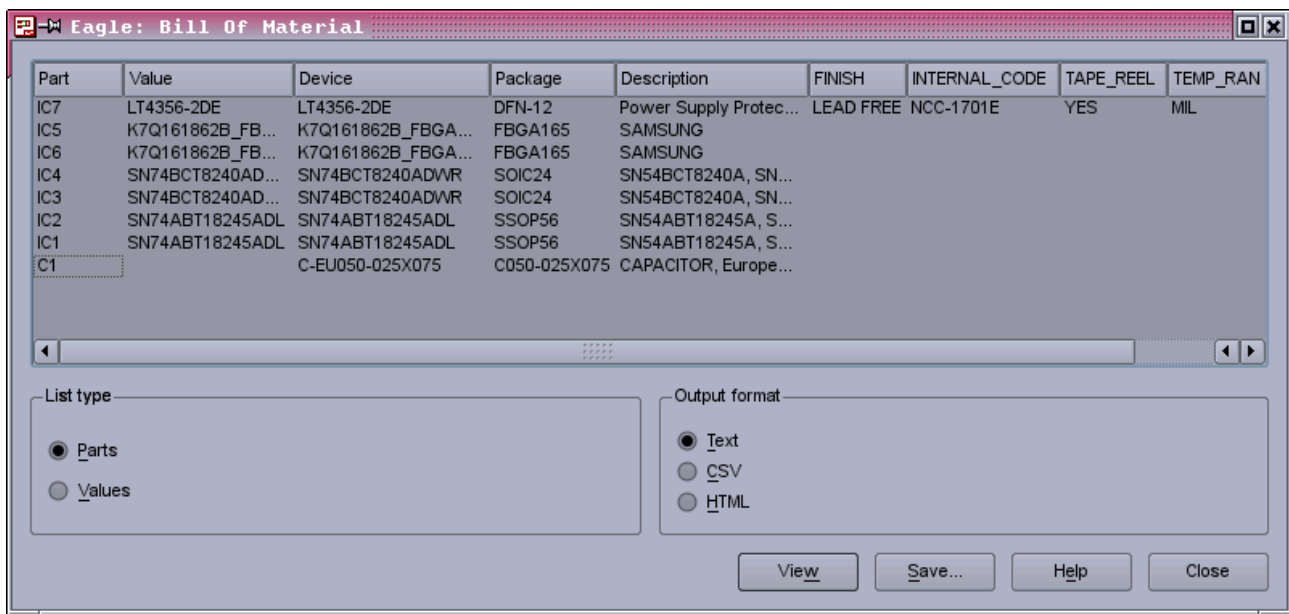 Eagle: Bill Of Material
Part Value Device Package Description FINISH INTERNAL_CODE TAPE_REEL TEMP_RAN
IC7 LT4356-2DE LT4356-2DE DFN-12 Power Supply Protec... LEAD FREE NCC-1701E YES MIL
IC5 K7Q161862B_FB... K7Q161862B_FBGA... FBGA165 SAMSUNG
IC6 K7Q161862B_FB... K7Q161862B_FBGA... FBGA165 SAMSUNG
IC4 SN74BCT8240AD... SN74BCT8240ADWR SOIC24 SN54BCT8240A, SN...
IC3 SN74BCT8240AD... SN74BCT8240ADWR SOIC24 SN54BCT8240A, SN...
IC2 SN74ABT18245ADL SN74ABT18245ADL SSOP56 SN54ABT18245A, S...
IC1 SN74ABT18245ADL SN74ABT18245ADL SSOP56 SN54ABT18245A, S...
C1 C-EU050-025X075 C050-025X075 CAPACITOR, Europe...
List type
Parts
Values
Output format
Text
CSV
HTML
View Save... Help Close